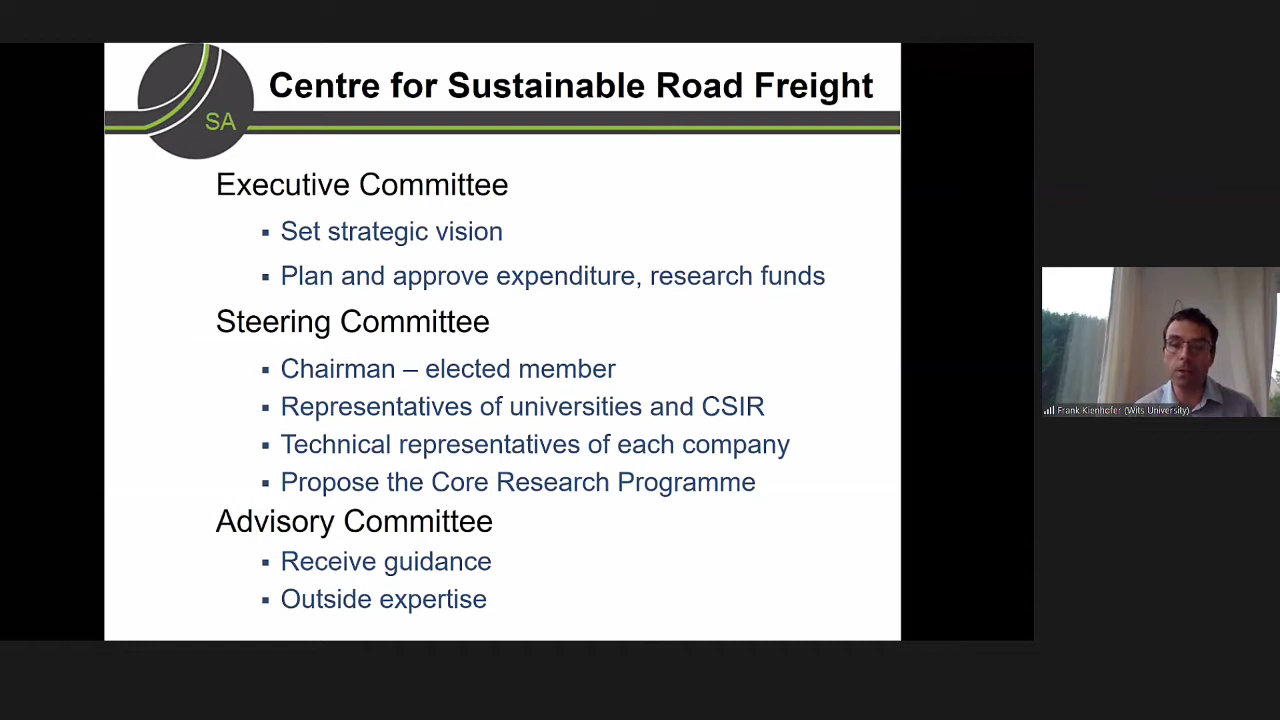 Centre for Sustainable Road Freight
SA
Executive Committee
▪ Set strategic vision
▪ Plan and approve expenditure, research funds
Steering Committee
▪ Chairman – elected member
▪ Representatives of universities and CSIR
▪ Technical representatives of each company
▪ Propose the Core Research Programme
Advisory Committee
▪ Receive guidance
▪ Outside expertise
Frank Kienhofer (Wits University)